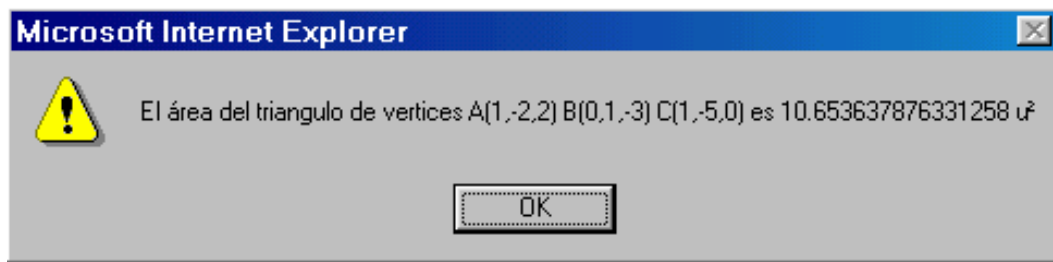 Microsoft Internet Explorer
El área del triangulo de vertices A(1,-2,2) B(0,1,-3) C(1,-5,0) es 10.653637876331258 u²
OK